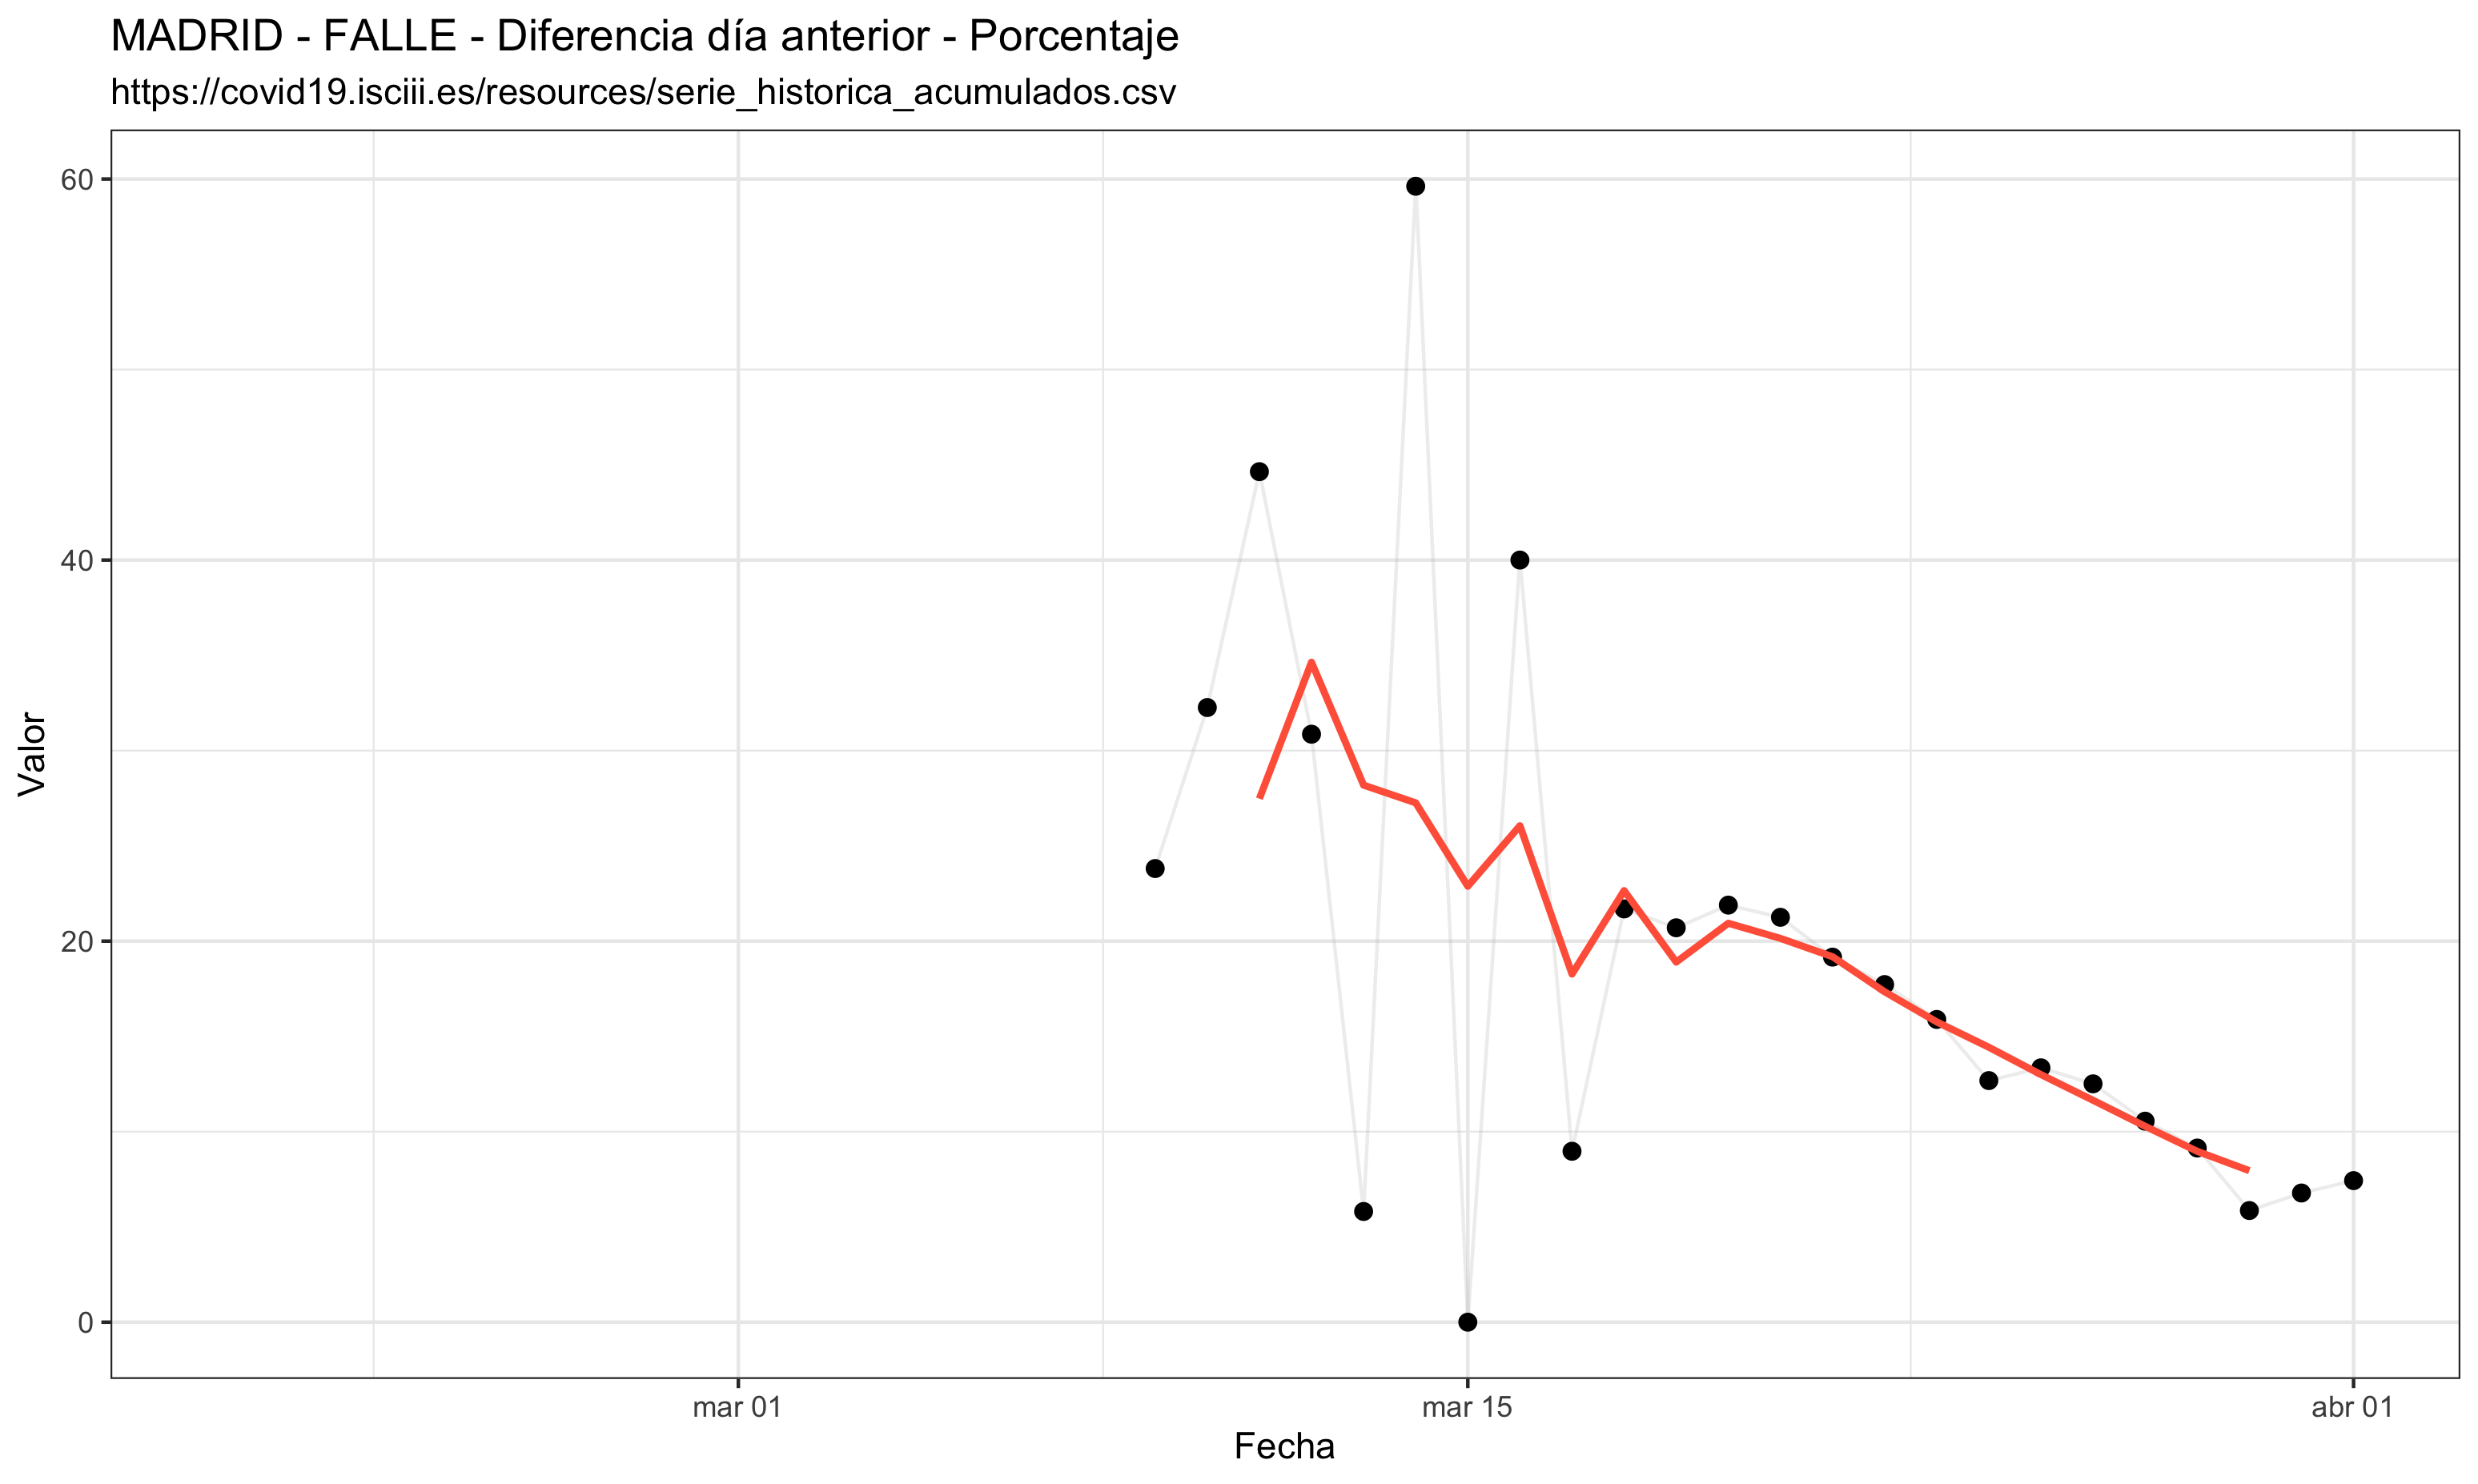 MADRID - FALLE - Diferencia día anterior - Porcentaje
https://covid19.isciii.es/resources/serie_historica_acumulados.csv
60
40
20
0
Valor
mar 01
mar 15
abr 01
Fecha